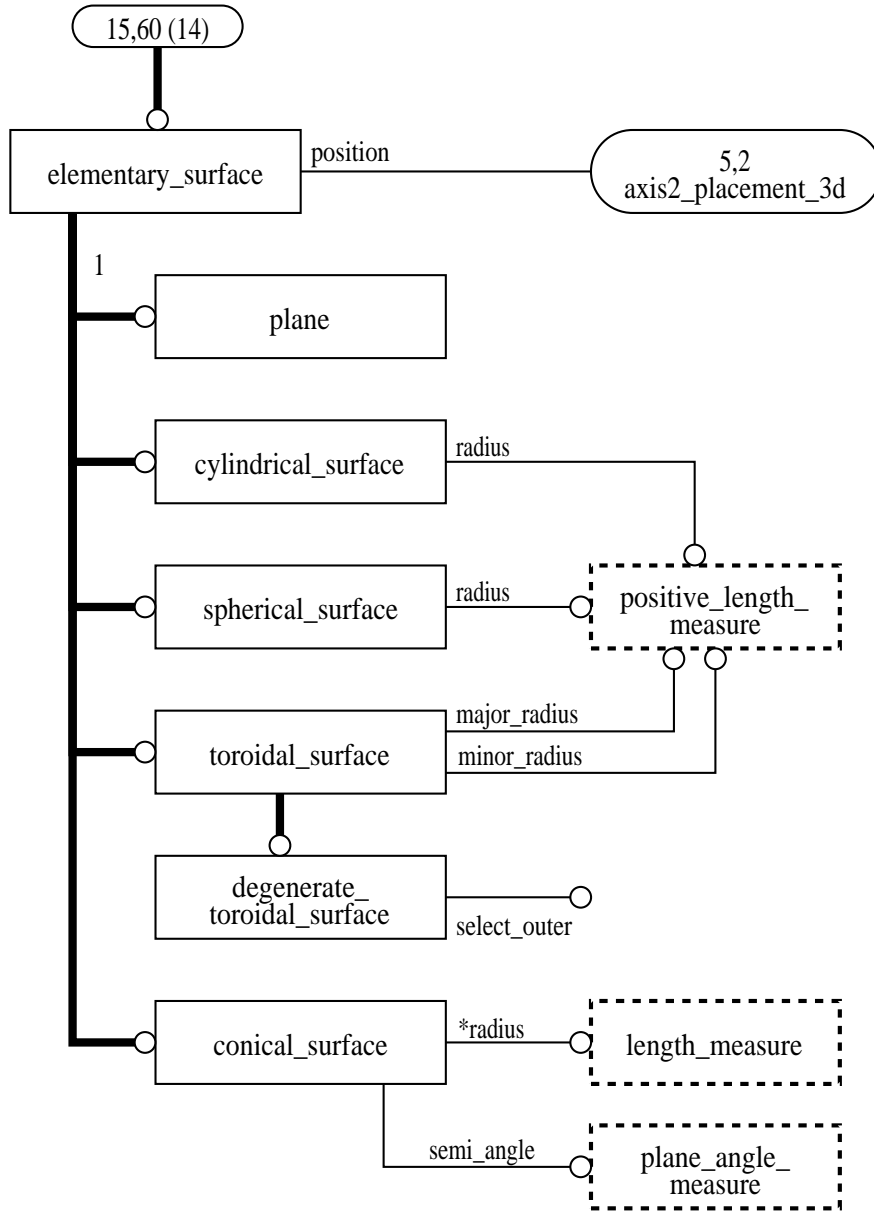 15,60 (14)
elementary_surface
position
5,2
axis2_placement_3d
1
plane
cylindrical_surface
radius
spherical_surface
radius
positive_length_
measure
toroidal_surface
major_radius
minor_radius
degenerate_
toroidal_surface
select_outer
conical_surface
*radius
length_measure
semi_angle
plane_angle_
measure